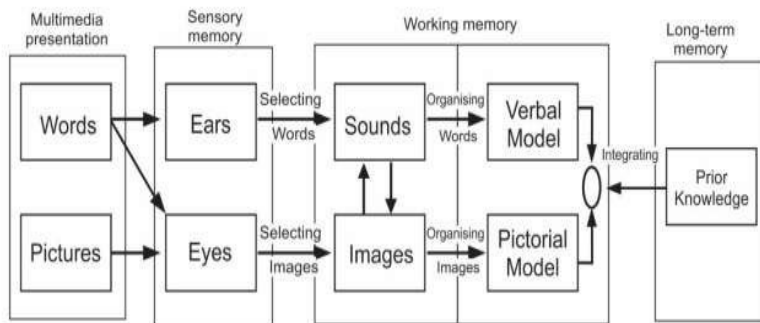 Multimedia
presentation
Sensory
memory
Working memory
Long-term
memory
Words
Ears
Selecting
Words
Sounds
Organising
Words
Verbal
Model
Integrating
Prior
Knowledge
Pictures
Eyes
Selecting
Images
Images
Organising
Images
Pictorial
Model